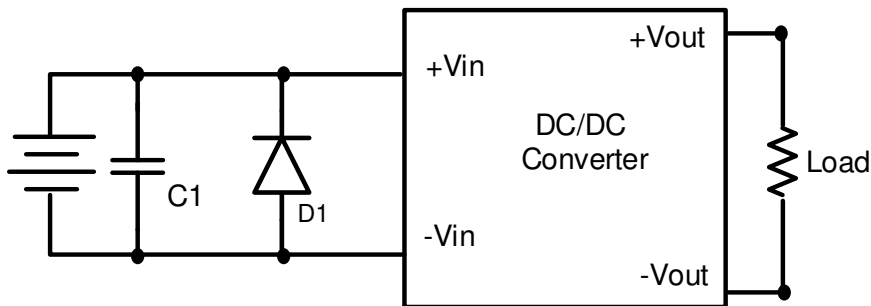 +Vout
+Vin
DC/DC
Converter
Load
C1
D1
-Vin
-Vout